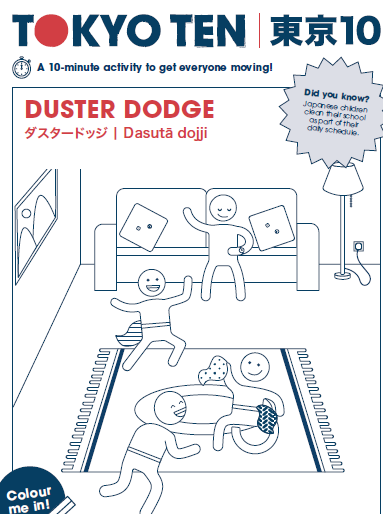 TOKYO TEN | 東京10
A 10-minute activity to get everyone moving!
Did you know?
Japanese children
clean their school
as part of their
daily schedule.
DUSTER DODGE
ダスタードッジ | Dasutā dojji
Colour
me in!